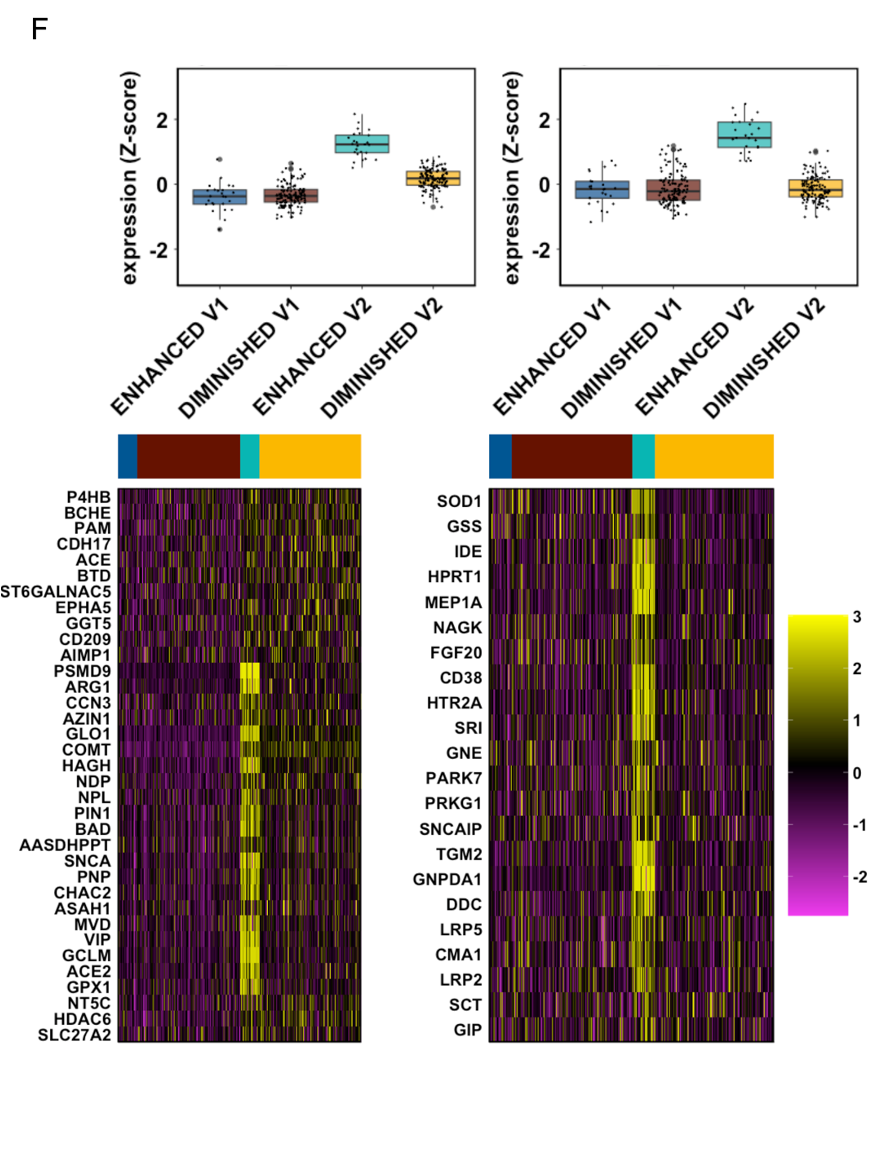 F
expression (Z-score)
2
0
-2
ENHANCED V1
DIMINISHED V1
ENHANCED V2
DIMINISHED V2
expression (Z-score)
2
0
-2
ENHANCED V1
DIMINISHED V1
ENHANCED V2
DIMINISHED V2
P4HB
BCHE
PAM
CDH17
ACE
BTD
ST6GALNAC5
EPHA5
GGT5
CD209
AIMP1
PSMD9
ARG1
CCN3
AZIN1
GLO1
COMT
HAGH
NDP
NPL
PIN1
BAD
AASDHPPT
SNCA
PNP
CHAC2
ASAH1
MVD
VIP
GCLM
ACE2
GPX1
NT5C
HDAC6
SLC27A2
SOD1
GSS
IDE
HPRT1
MEP1A
NAGK
FGF20
CD38
HTR2A
SRI
GNE
PARK7
PRKG1
SNCAIP
TGM2
GNPDA1
DDC
LRP5
CMA1
LRP2
SCT
GIP
3
2
1
0
-1
-2